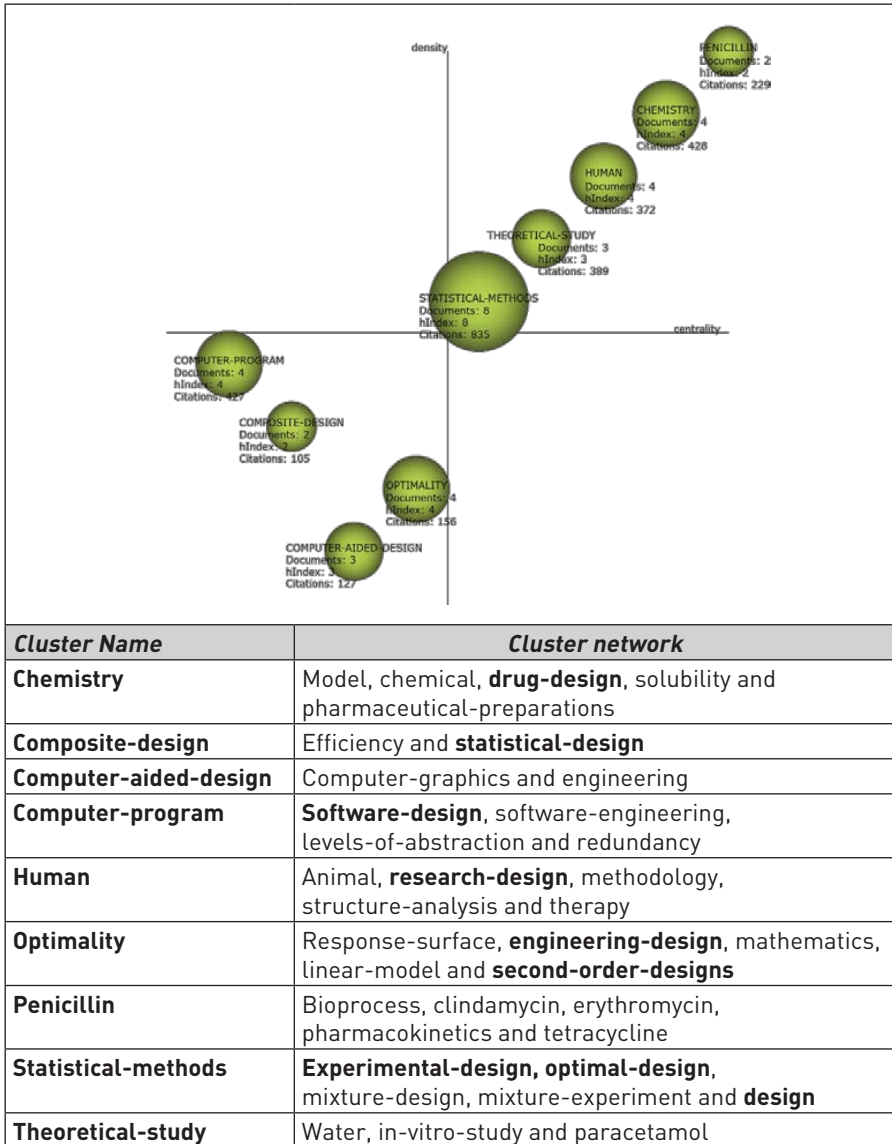 density
PENICILLIN
Documents: 2
hIndex: 2
Citations: 229
CHEMISTRY
Documents: 4
hIndex: 4
Citations: 428
HUMAN
Documents: 4
hIndex: 4
Citations: 372
THEORETICAL-STUDY
Documents: 3
hIndex: 3
Citations: 389
STATISTICAL-METHODS
Documents: 8
hIndex: 8
Citations: 835
centrality
COMPUTER-PROGRAM
Documents: 4
hIndex: 4
Citations: 427
COMPOSITE-DESIGN
Documents: 2
hIndex: 2
Citations: 105
OPTIMALITY
Documents: 4
hIndex: 4
Citations: 156
COMPUTER-AIDED-DESIGN
Documents: 3
hIndex: 3
Citations: 127
Cluster Name Cluster network
Chemistry Model, chemical, drug-design, solubility and
pharmaceutical-preparations
Composite-design Efficiency and statistical-design
Computer-aided-design Computer-graphics and engineering
Computer-program Software-design, software-engineering,
levels-of-abstraction and redundancy
Human Animal, research-design, methodology,
structure-analysis and therapy
Optimality Response-surface, engineering-design, mathematics,
linear-model and second-order-designs
Penicillin Bioprocess, clindamycin, erythromycin,
pharmacokinetics and tetracycline
Statistical-methods Experimental-design, optimal-design,
mixture-design, mixture-experiment and design
Theoretical-study Water, in-vitro-study and paracetamol